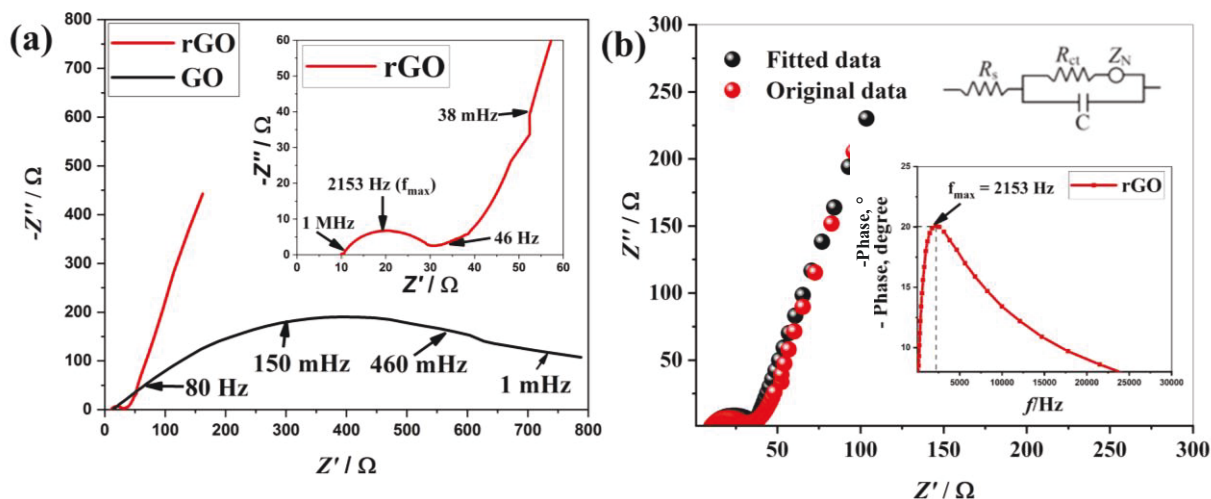 (a)
800
700
600
500
400
300
200
100
0
-Z″ / Ω
0 100 200 300 400 500 600 700 800
Z′ / Ω
rGO
GO
80 Hz
150 mHz
460 mHz
1 mHz
60
50
40
30
20
10
0
-Z″ / Ω
0 10 20 30 40 50 60
Z′ / Ω
rGO
1 MHz
2153 Hz (fmax)
46 Hz
38 mHz
(b)
300
250
200
150
100
50
Z″ / Ω
50 100 150 200 250 300
Z′ / Ω
Fitted data
Original data
Rs
Rct
ZN
C
25
20
15
10
-Phase, °
- Phase, degree
5000 10000 15000 20000 25000 30000
f/Hz
fmax = 2153 Hz
rGO